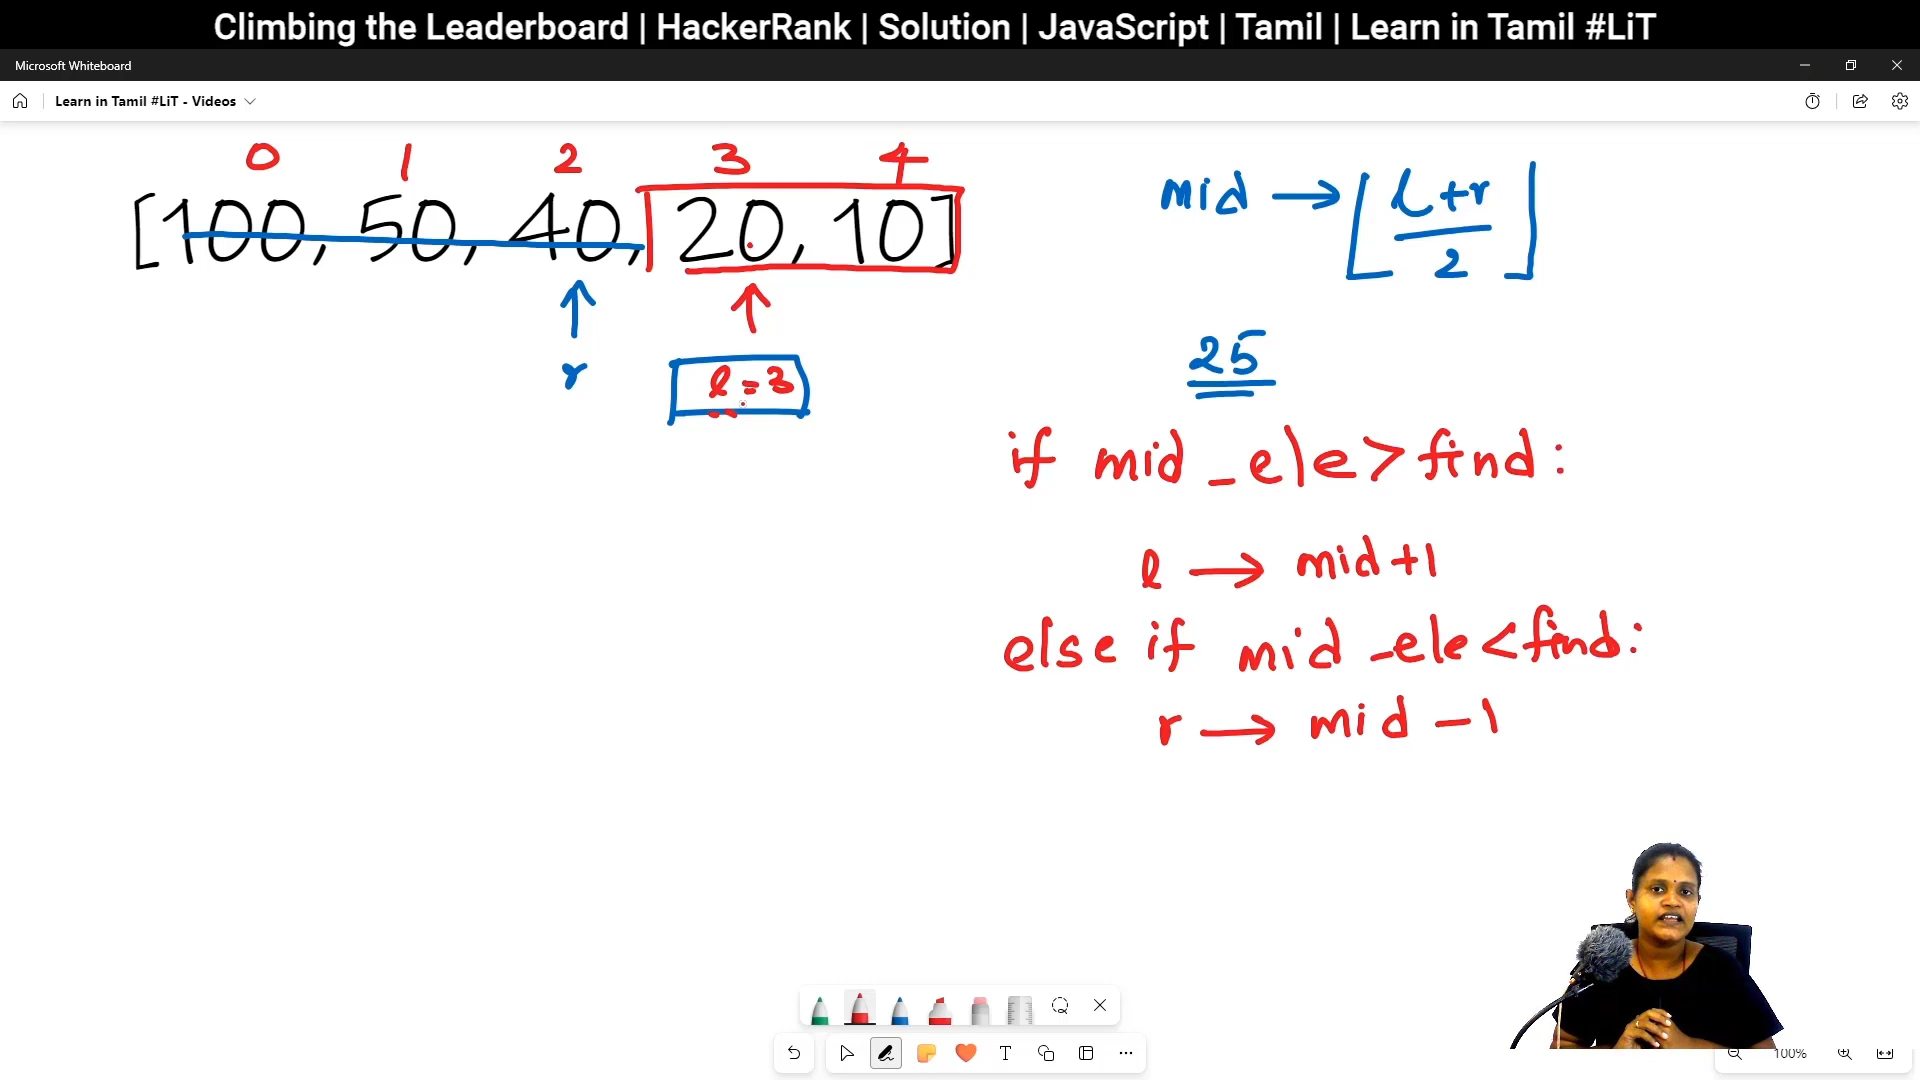 Climbing the Leaderboard | HackerRank | Solution | JavaScript | Tamil | Learn in Tamil #LiT
Microsoft Whiteboard
Learn in Tamil #LiT - Videos
0 1 2 3 4
[100, 50, 40, 20, 10]
mid → ⌊l+r/2⌋
r
l=3
25
if mid_ele>find:
l → mid+1
else if mid_ele<find:
r → mid-1
T
100%